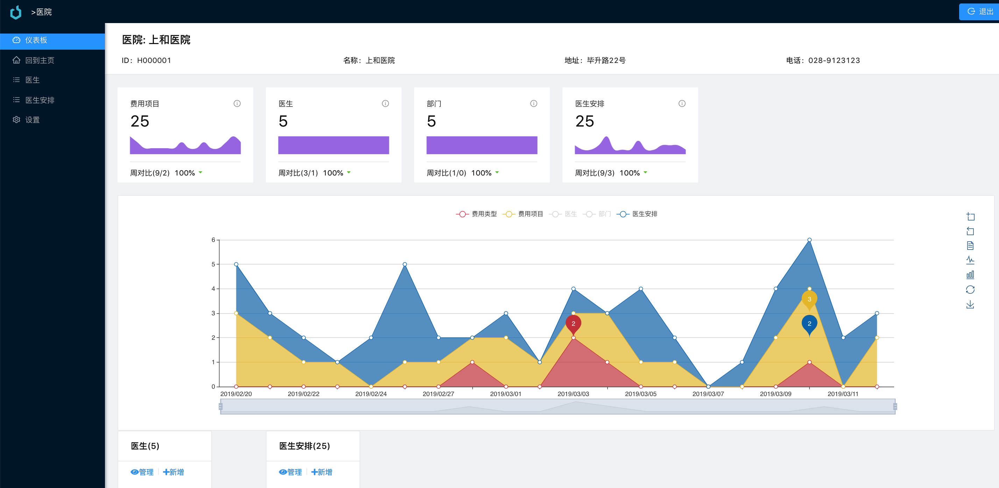 >医院
退出
仪表板
回到主页
医生
医生安排
设置
医院: 上和医院
ID: H000001
名称: 上和医院
地址: 毕升路22号
电话: 028-9123123
费用项目
25
周对比(9/2) 100%
医生
5
周对比(3/1) 100%
部门
5
周对比(1/0) 100%
医生安排
25
周对比(9/3) 100%
费用类型 费用项目 医生 部门 医生安排
6
5
4
3
2
1
0
3
2
2
2019/02/20 2019/02/22 2019/02/24 2019/02/27 2019/03/01 2019/03/03 2019/03/05 2019/03/07 2019/03/09 2019/03/11
医生(5)
管理 新增
医生安排(25)
管理 新增